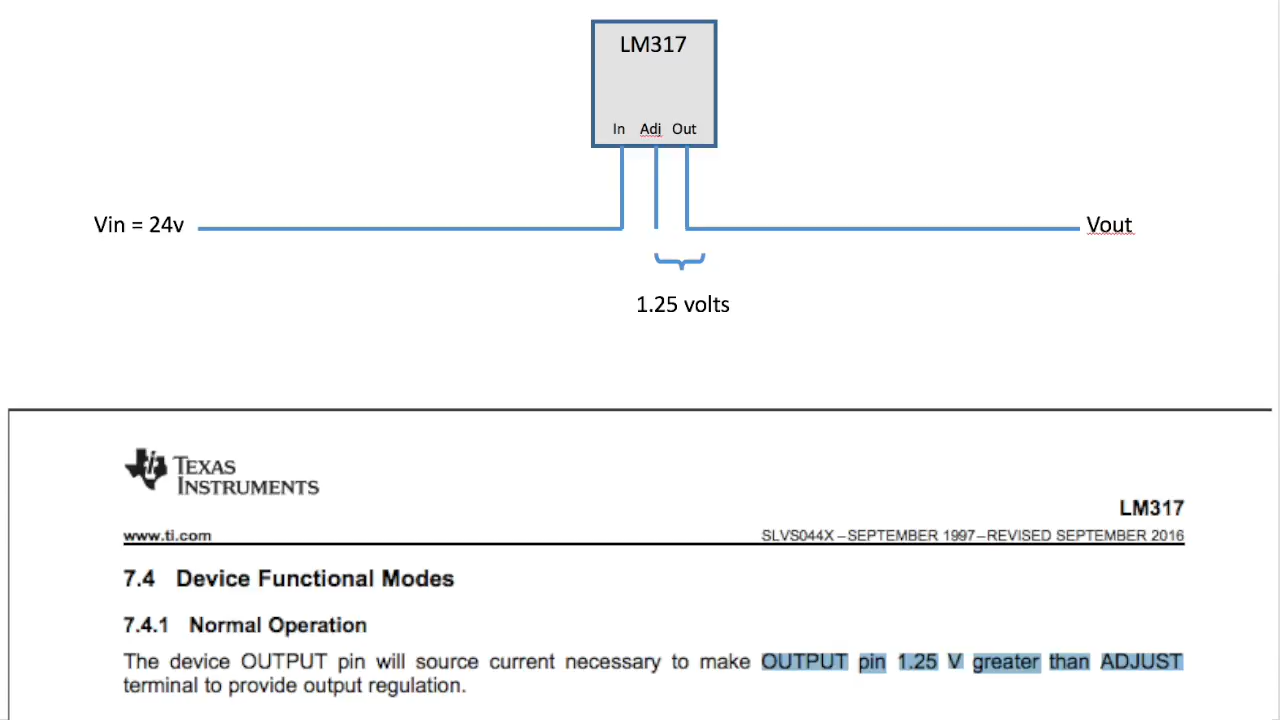 LM317
In Adj Out
Vin = 24v
Vout
1.25 volts
TEXAS
INSTRUMENTS
LM317
www.ti.com
SLVS044X – SEPTEMBER 1997 – REVISED SEPTEMBER 2016
7.4 Device Functional Modes
7.4.1 Normal Operation
The device OUTPUT pin will source current necessary to make OUTPUT pin 1.25 V greater than ADJUST
terminal to provide output regulation.